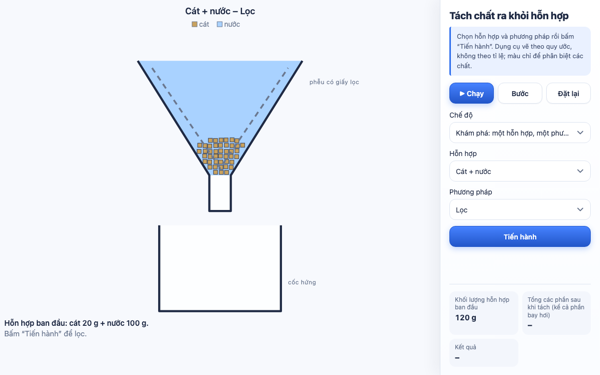 Cát + nước – Lọc
cát
nước
phễu có giấy lọc
cốc hứng
Hỗn hợp ban đầu: cát 20 g + nước 100 g.
Bấm "Tiến hành" để lọc.
Tách chất ra khỏi hỗn hợp
Chọn hỗn hợp và phương pháp rồi bấm
"Tiến hành". Dụng cụ vẽ theo quy ước,
không theo tỉ lệ; màu chỉ để phân biệt các
chất.
▶ Chạy
Bước
Đặt lại
Chế độ
Khám phá: một hỗn hợp, một phư...
Hỗn hợp
Cát + nước
Phương pháp
Lọc
Tiến hành
Khối lượng hỗn hợp
ban đầu
120 g
Tổng các phần sau
khi tách (kể cả phần
bay hơi)
–
Kết quả
–